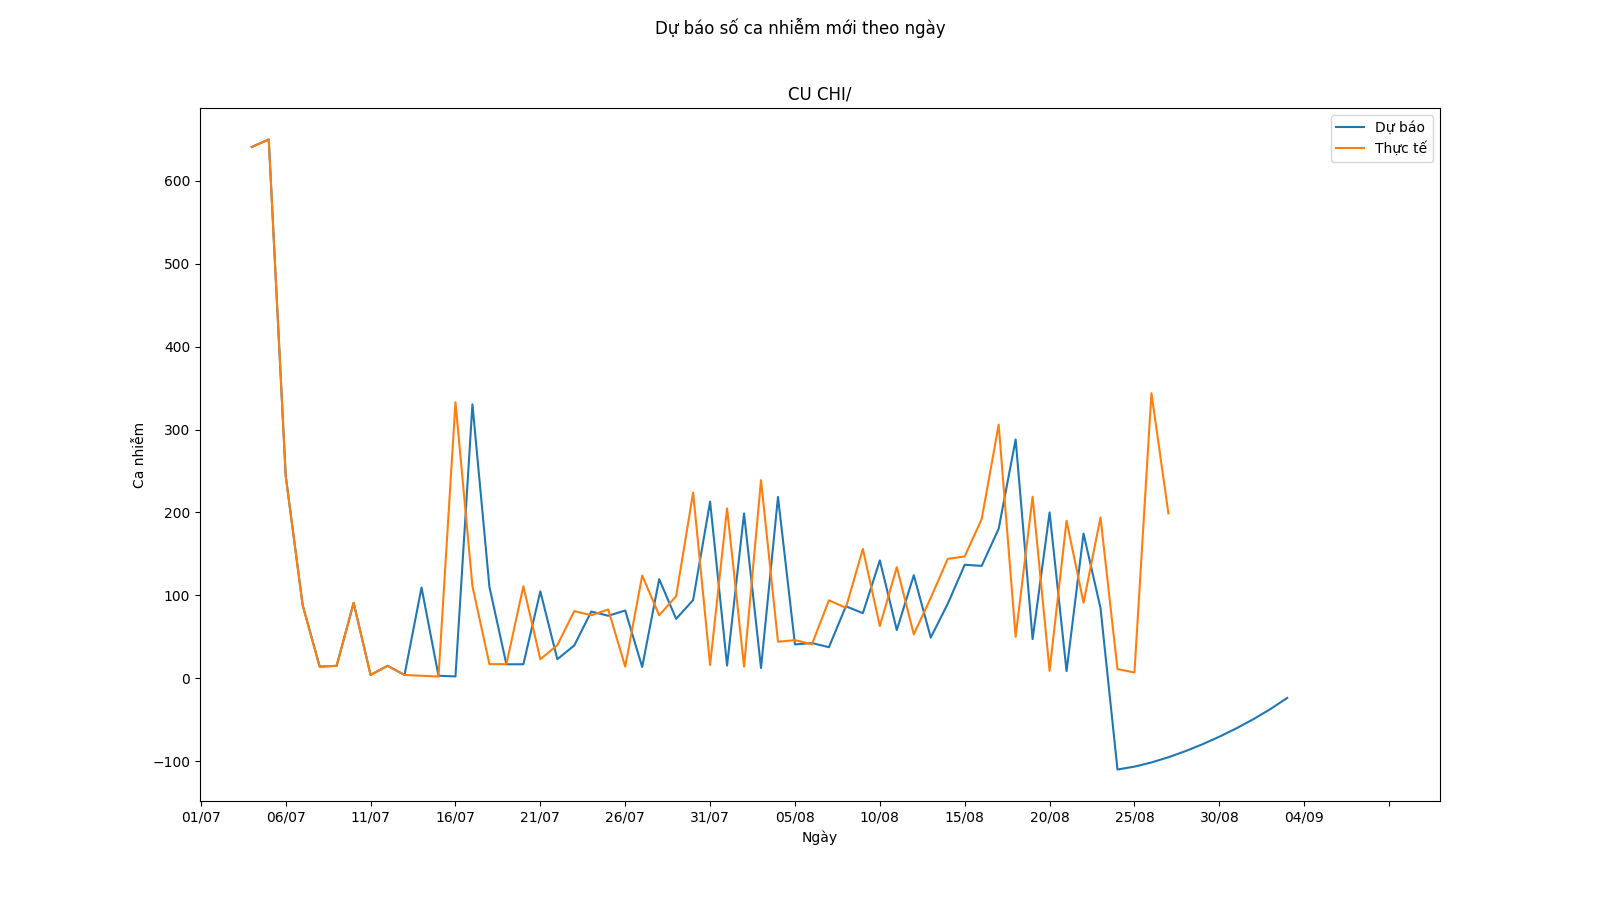 Dự báo số ca nhiễm mới theo ngày
CU CHI/
Dự báo
Thực tế
600
500
400
300
200
100
0
−100
Ca nhiễm
01/07 06/07 11/07 16/07 21/07 26/07 31/07 05/08 10/08 15/08 20/08 25/08 30/08 04/09
Ngày